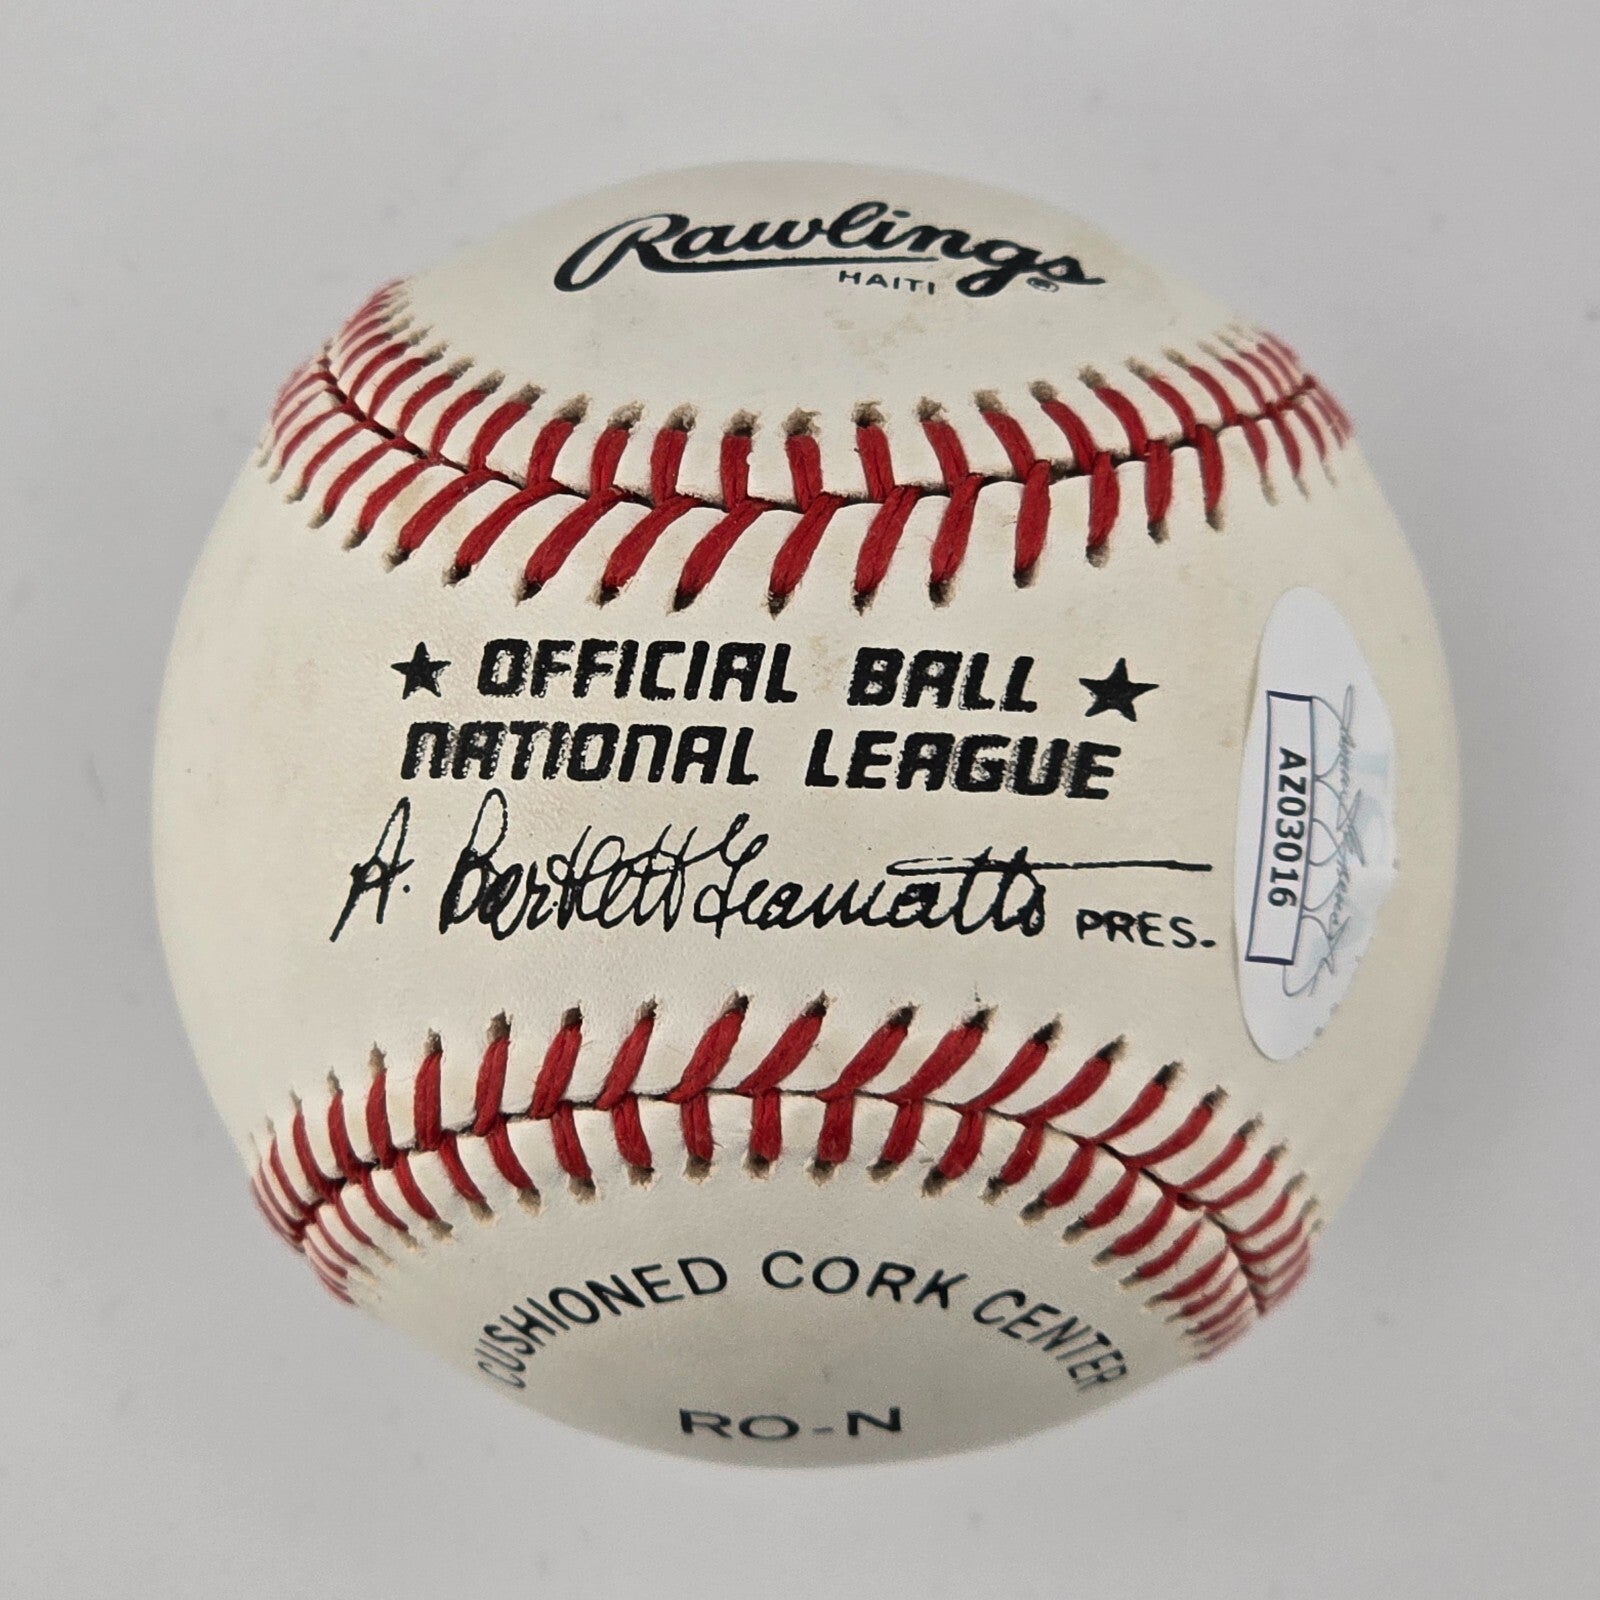 Rawlings®
HAITI
★ OFFICIAL BALL ★
NATIONAL LEAGUE
A. Bartlett Giamatti PRES.
AZ03016
CUSHIONED CORK CENTER
RO-N